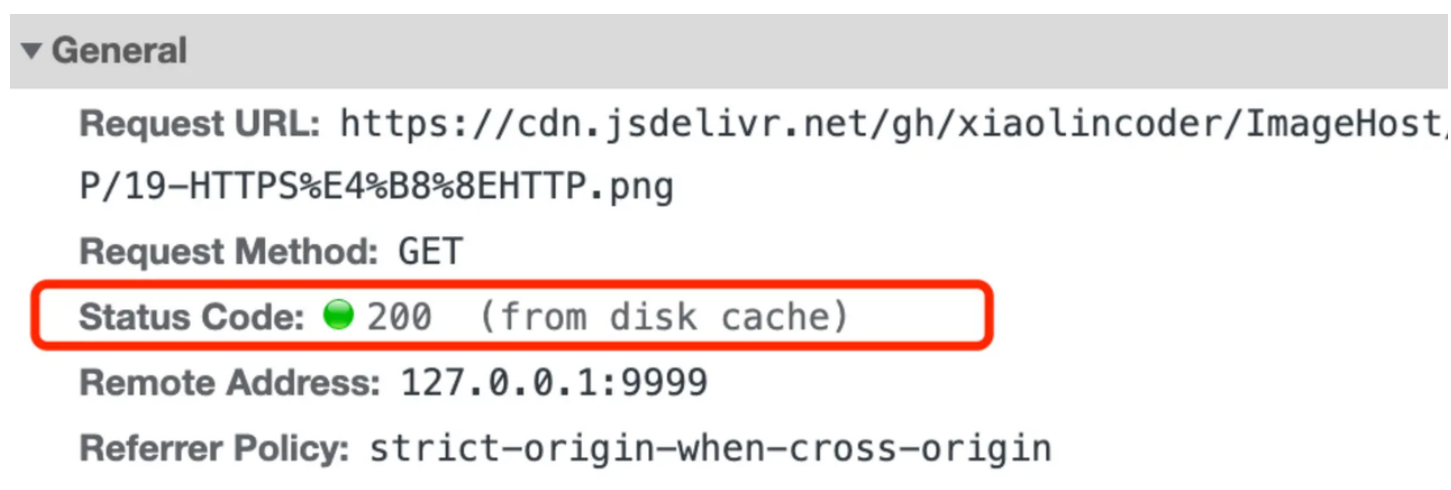 General
Request URL: https://cdn.jsdelivr.net/gh/xiaolincoder/ImageHost/
P/19-HTTPS%E4%B8%8EHTTP.png
Request Method: GET
Status Code: 200 (from disk cache)
Remote Address: 127.0.0.1:9999
Referrer Policy: strict-origin-when-cross-origin